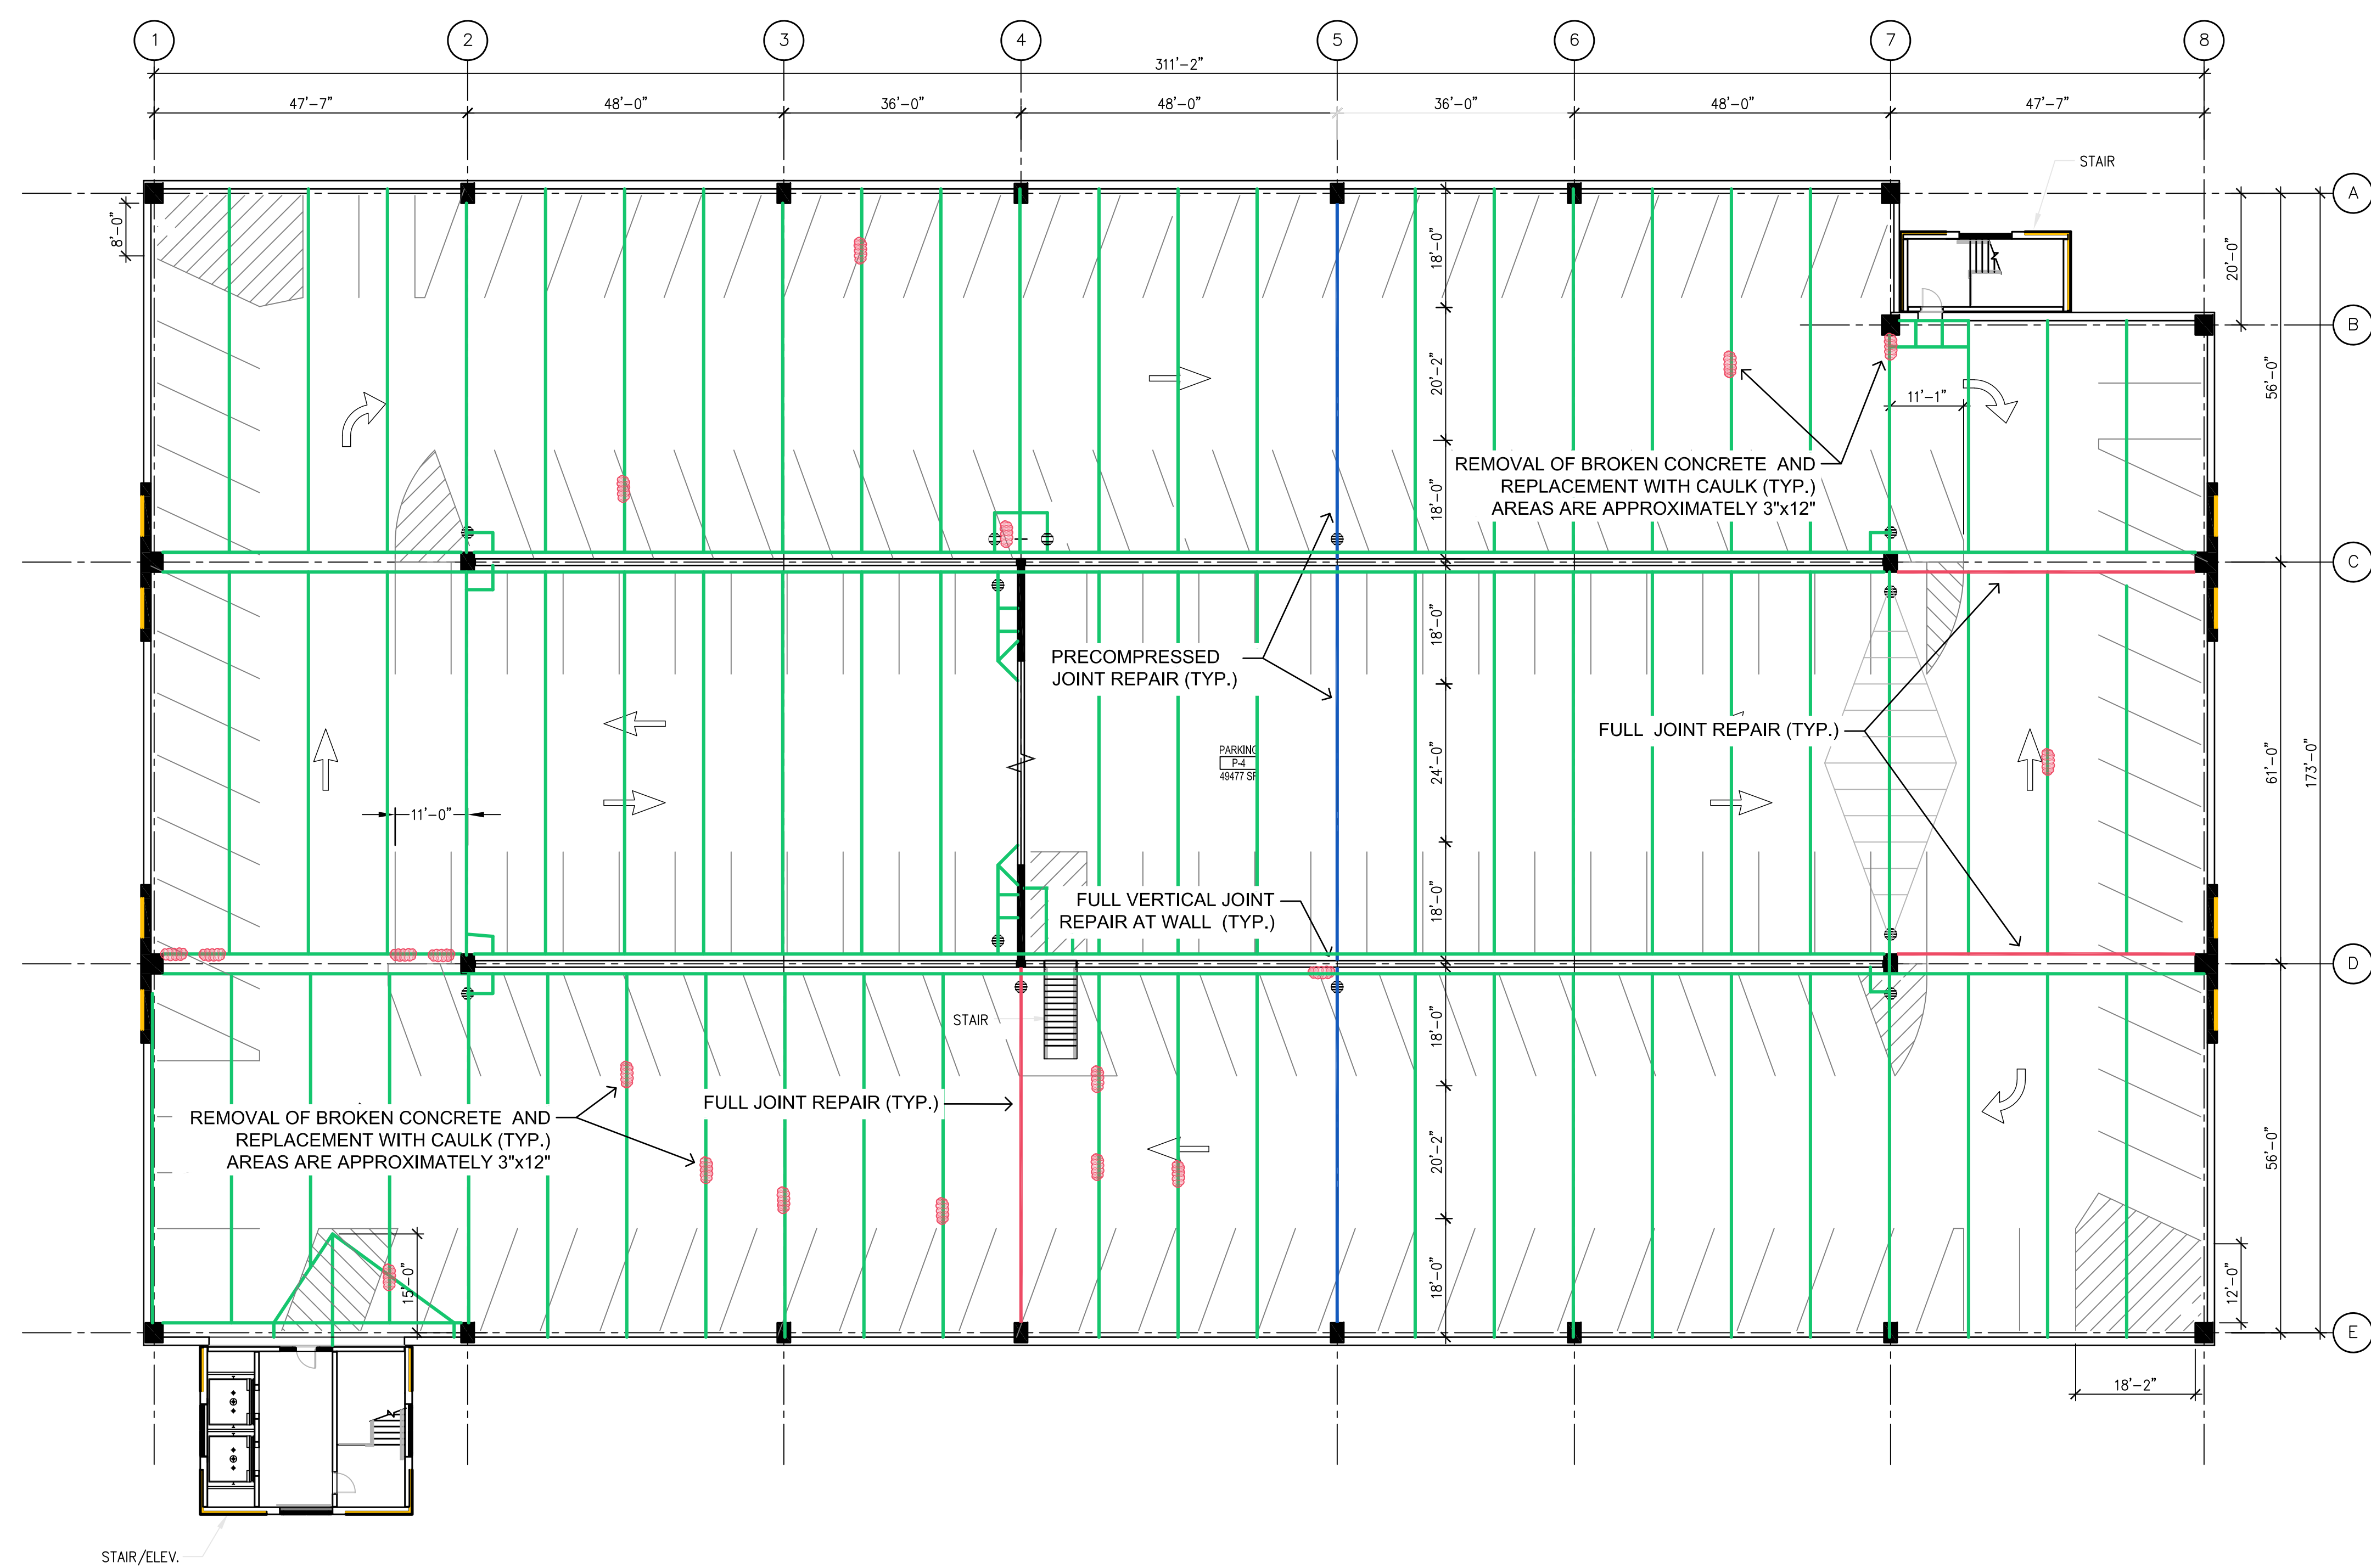 1 2 3 4 5 6 7 8
311'-2"
47'-7" 48'-0" 36'-0" 48'-0" 36'-0" 48'-0" 47'-7"
STAIR
A
8'-0"
18'-0"
20'-0"
B
20'-2"
56'-0"
11'-1"
REMOVAL OF BROKEN CONCRETE AND
REPLACEMENT WITH CAULK (TYP.)
AREAS ARE APPROXIMATELY 3"x12"
18'-0"
C
18'-0"
PRECOMPRESSED
JOINT REPAIR (TYP.)
FULL JOINT REPAIR (TYP.)
PARKING
P-4
49477 SF
24'-0"
61'-0"
173'-0"
11'-0"
FULL VERTICAL JOINT
REPAIR AT WALL (TYP.)
18'-0"
D
STAIR
18'-0"
FULL JOINT REPAIR (TYP.)
REMOVAL OF BROKEN CONCRETE AND
REPLACEMENT WITH CAULK (TYP.)
AREAS ARE APPROXIMATELY 3"x12"
20'-2"
56'-0"
15'-0"
18'-0"
12'-0"
E
18'-2"
STAIR/ELEV.